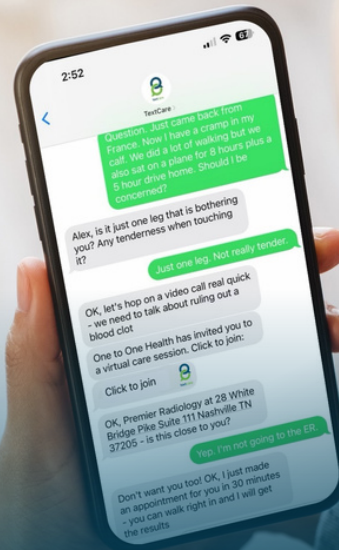 2:52
67
TextCare
Question. Just came back from
France. Now I have a cramp in my
calf. We did a lot of walking but we
also sat on a plane for 8 hours plus a
5 hour drive home. Should I be
concerned?
Alex, is it just one leg that is bothering
you? Any tenderness when touching
it?
Just one leg. Not really tender.
OK, let's hop on a video call real quick
- we need to talk about ruling out a
blood clot
One to One Health has invited you to
a virtual care session. Click to join:
Click to join
OK, Premier Radiology at 28 White
Bridge Pike Suite 111 Nashville TN
37205 - is this close to you?
Yep. I'm not going to the ER.
Don't want you too! OK, I just made
an appointment for you in 30 minutes
- you can walk right in and I will get
the results